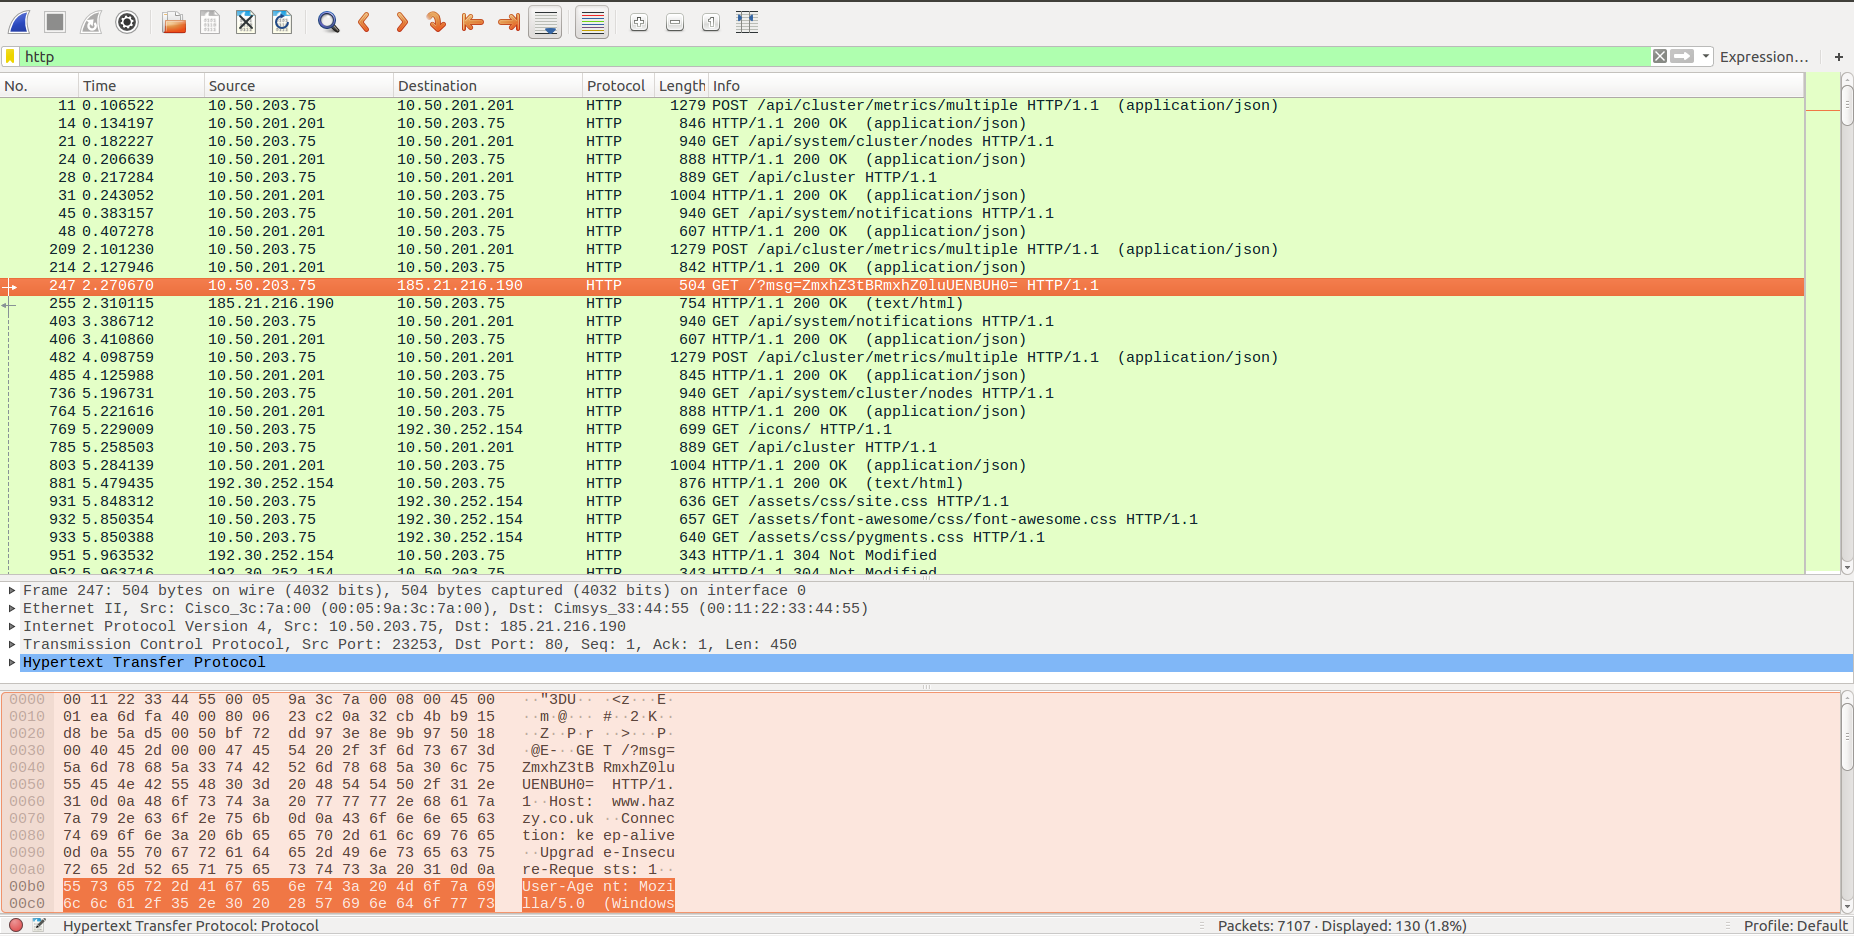 http
Expression…
+
No. Time Source Destination Protocol Length Info
11 0.106522 10.50.203.75 10.50.201.201 HTTP 1279 POST /api/cluster/metrics/multiple HTTP/1.1  (application/json)
14 0.134197 10.50.201.201 10.50.203.75 HTTP 846 HTTP/1.1 200 OK  (application/json)
21 0.182227 10.50.203.75 10.50.201.201 HTTP 940 GET /api/system/cluster/nodes HTTP/1.1
24 0.206639 10.50.201.201 10.50.203.75 HTTP 888 HTTP/1.1 200 OK  (application/json)
28 0.217284 10.50.203.75 10.50.201.201 HTTP 889 GET /api/cluster HTTP/1.1
31 0.243052 10.50.201.201 10.50.203.75 HTTP 1004 HTTP/1.1 200 OK  (application/json)
45 0.383157 10.50.203.75 10.50.201.201 HTTP 940 GET /api/system/notifications HTTP/1.1
48 0.407278 10.50.201.201 10.50.203.75 HTTP 607 HTTP/1.1 200 OK  (application/json)
209 2.101230 10.50.203.75 10.50.201.201 HTTP 1279 POST /api/cluster/metrics/multiple HTTP/1.1  (application/json)
214 2.127946 10.50.201.201 10.50.203.75 HTTP 842 HTTP/1.1 200 OK  (application/json)
247 2.270670 10.50.203.75 185.21.216.190 HTTP 504 GET /?msg=ZmxhZ3tBRmxhZ0luUENBUH0= HTTP/1.1
255 2.310115 185.21.216.190 10.50.203.75 HTTP 754 HTTP/1.1 200 OK  (text/html)
403 3.386712 10.50.203.75 10.50.201.201 HTTP 940 GET /api/system/notifications HTTP/1.1
406 3.410860 10.50.201.201 10.50.203.75 HTTP 607 HTTP/1.1 200 OK  (application/json)
482 4.098759 10.50.203.75 10.50.201.201 HTTP 1279 POST /api/cluster/metrics/multiple HTTP/1.1  (application/json)
485 4.125988 10.50.201.201 10.50.203.75 HTTP 845 HTTP/1.1 200 OK  (application/json)
736 5.196731 10.50.203.75 10.50.201.201 HTTP 940 GET /api/system/cluster/nodes HTTP/1.1
764 5.221616 10.50.201.201 10.50.203.75 HTTP 888 HTTP/1.1 200 OK  (application/json)
769 5.229009 10.50.203.75 192.30.252.154 HTTP 699 GET /icons/ HTTP/1.1
785 5.258503 10.50.203.75 10.50.201.201 HTTP 889 GET /api/cluster HTTP/1.1
803 5.284139 10.50.201.201 10.50.203.75 HTTP 1004 HTTP/1.1 200 OK  (application/json)
881 5.479435 192.30.252.154 10.50.203.75 HTTP 876 HTTP/1.1 200 OK  (text/html)
931 5.848312 10.50.203.75 192.30.252.154 HTTP 636 GET /assets/css/site.css HTTP/1.1
932 5.850354 10.50.203.75 192.30.252.154 HTTP 657 GET /assets/font-awesome/css/font-awesome.css HTTP/1.1
933 5.850388 10.50.203.75 192.30.252.154 HTTP 640 GET /assets/css/pygments.css HTTP/1.1
951 5.963532 192.30.252.154 10.50.203.75 HTTP 343 HTTP/1.1 304 Not Modified
952 5.963716 192.30.252.154 10.50.203.75 HTTP 343 HTTP/1.1 304 Not Modified
Frame 247: 504 bytes on wire (4032 bits), 504 bytes captured (4032 bits) on interface 0
Ethernet II, Src: Cisco_3c:7a:00 (00:05:9a:3c:7a:00), Dst: Cimsys_33:44:55 (00:11:22:33:44:55)
Internet Protocol Version 4, Src: 10.50.203.75, Dst: 185.21.216.190
Transmission Control Protocol, Src Port: 23253, Dst Port: 80, Seq: 1, Ack: 1, Len: 450
Hypertext Transfer Protocol
0000 00 11 22 33 44 55 00 05 9a 3c 7a 00 08 00 45 00 ··"3DU·· ·<z···E·
0010 01 ea 6d fa 40 00 80 06 23 c2 0a 32 cb 4b b9 15 ··m·@··· #··2·K··
0020 d8 be 5a d5 00 50 bf 72 dd 97 3e 8e 9b 97 50 18 ··Z··P·r ··>···P·
0030 00 40 45 2d 00 00 47 45 54 20 2f 3f 6d 73 67 3d ·@E-··GE T /?msg=
0040 5a 6d 78 68 5a 33 74 42 52 6d 78 68 5a 30 6c 75 ZmxhZ3tB RmxhZ0lu
0050 55 45 4e 42 55 48 30 3d 20 48 54 54 50 2f 31 2e UENBUH0= HTTP/1.
0060 31 0d 0a 48 6f 73 74 3a 20 77 77 77 2e 68 61 7a 1··Host: www.haz
0070 7a 79 2e 63 6f 2e 75 6b 0d 0a 43 6f 6e 6e 65 63 zy.co.uk ··Connec
0080 74 69 6f 6e 3a 20 6b 65 65 70 2d 61 6c 69 76 65 tion: ke ep-alive
0090 0d 0a 55 70 67 72 61 64 65 2d 49 6e 73 65 63 75 ··Upgrad e-Insecu
00a0 72 65 2d 52 65 71 75 65 73 74 73 3a 20 31 0d 0a re-Reque sts: 1··
00b0 55 73 65 72 2d 41 67 65 6e 74 3a 20 4d 6f 7a 69 User-Age nt: Mozi
00c0 6c 6c 61 2f 35 2e 30 20 28 57 69 6e 64 6f 77 73 lla/5.0 (Windows
Hypertext Transfer Protocol: Protocol
Packets: 7107 · Displayed: 130 (1.8%)
Profile: Default